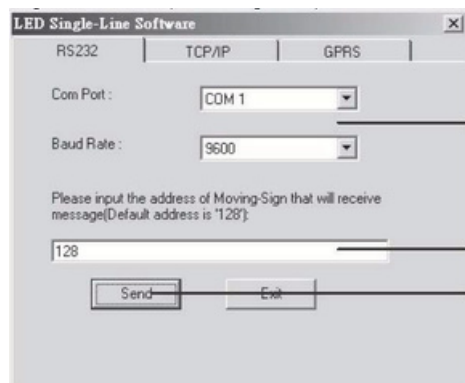 LED Single-Line Software
RS232 TCP/IP GPRS
Com Port : COM 1
Baud Rate : 9600
Please input the address of Moving-Sign that will receive
message(Default address is '128'):
128
Send Exit